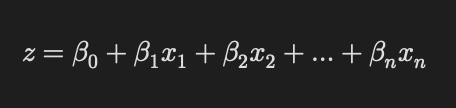 z = β₀ + β₁x₁ + β₂x₂ + ... + βₙxₙ